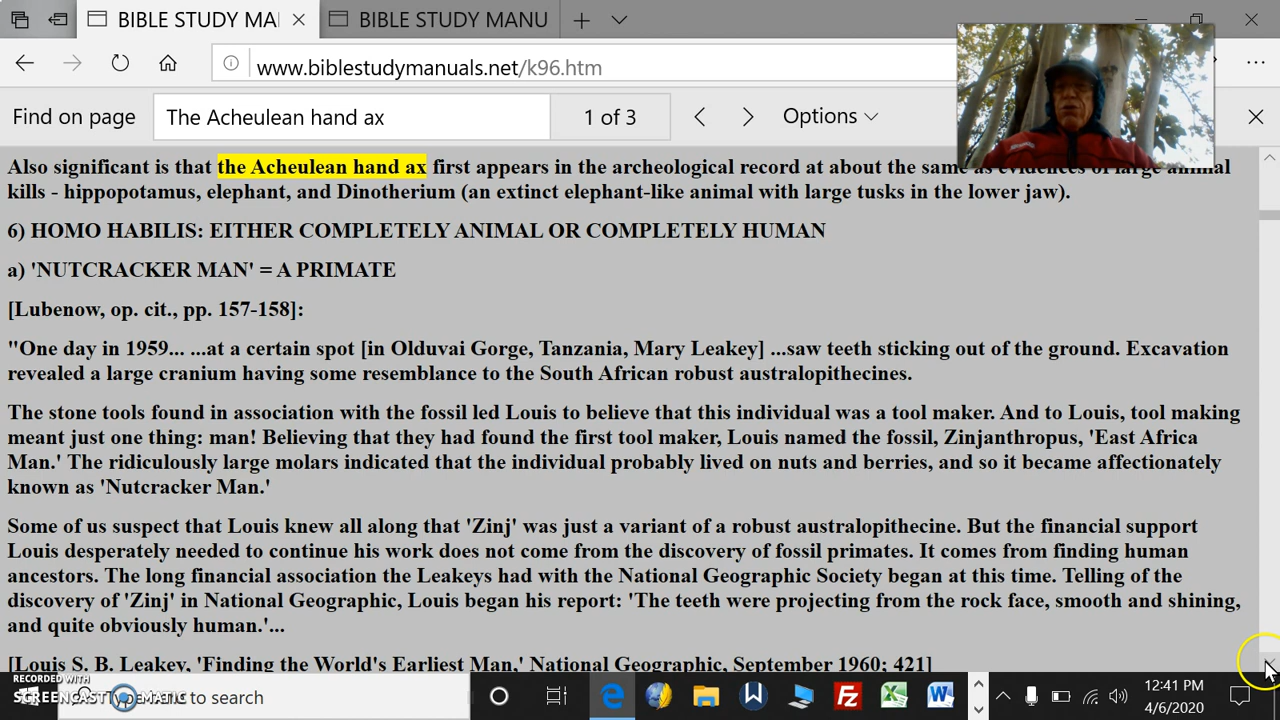 BIBLE STUDY MA
BIBLE STUDY MANU
www.biblestudymanuals.net/k96.htm
Find on page
The Acheulean hand ax
1 of 3
Options
Also significant is that the Acheulean hand ax first appears in the archeological record at about the same as evidences of large animal
kills - hippopotamus, elephant, and Dinotherium (an extinct elephant-like animal with large tusks in the lower jaw).
6) HOMO HABILIS: EITHER COMPLETELY ANIMAL OR COMPLETELY HUMAN
a) 'NUTCRACKER MAN' = A PRIMATE
[Lubenow, op. cit., pp. 157-158]:
"One day in 1959... ...at a certain spot [in Olduvai Gorge, Tanzania, Mary Leakey] ...saw teeth sticking out of the ground. Excavation
revealed a large cranium having some resemblance to the South African robust australopithecines.
The stone tools found in association with the fossil led Louis to believe that this individual was a tool maker. And to Louis, tool making
meant just one thing: man! Believing that they had found the first tool maker, Louis named the fossil, Zinjanthropus, 'East Africa
Man.' The ridiculously large molars indicated that the individual probably lived on nuts and berries, and so it became affectionately
known as 'Nutcracker Man.'
Some of us suspect that Louis knew all along that 'Zinj' was just a variant of a robust australopithecine. But the financial support
Louis desperately needed to continue his work does not come from the discovery of fossil primates. It comes from finding human
ancestors. The long financial association the Leakeys had with the National Geographic Society began at this time. Telling of the
discovery of 'Zinj' in National Geographic, Louis began his report: 'The teeth were projecting from the rock face, smooth and shining,
and quite obviously human.'...
[Louis S. B. Leakey, 'Finding the World's Earliest Man,' National Geographic, September 1960; 421]
RECORDED WITH
SCREENCAST MATIC
Type here to search
12:41 PM
4/6/2020